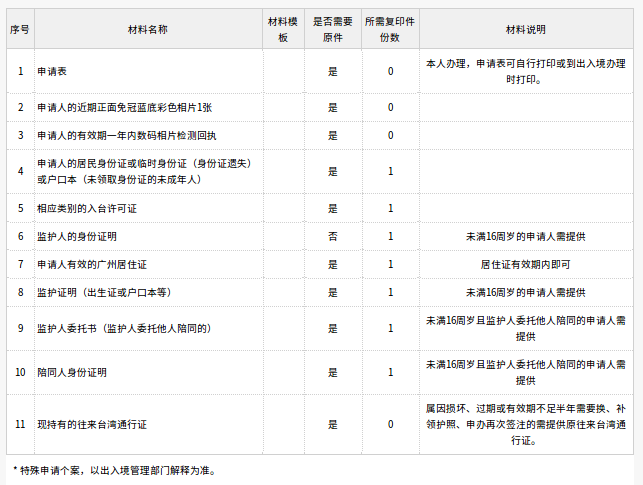 序号 材料名称 材料模板 是否需要原件 所需复印件份数 材料说明
1 申请表 是 0 本人办理，申请表可自行打印或到出入境办理时打印。
2 申请人的近期正面免冠蓝底彩色相片1张 是 0
3 申请人的有效期一年内数码相片检测回执 是 0
4 申请人的居民身份证或临时身份证（身份证遗失）或户口本（未领取身份证的未成年人） 是 1
5 相应类别的入台许可证 是 1
6 监护人的身份证明 否 1 未满16周岁的申请人需提供
7 申请人有效的广州居住证 是 1 居住证有效期内即可
8 监护证明（出生证或户口本等） 是 1 未满16周岁的申请人需提供
9 监护人委托书（监护人委托他人陪同的） 是 1 未满16周岁且监护人委托他人陪同的申请人需提供
10 陪同人身份证明 是 1 未满16周岁且监护人委托他人陪同的申请人需提供
11 现持有的往来台湾通行证 是 0 属因损坏、过期或有效期不足半年需要换、补领护照、申办再次签注的需提供原往来台湾通行证。
* 特殊申请个案，以出入境管理部门解释为准。